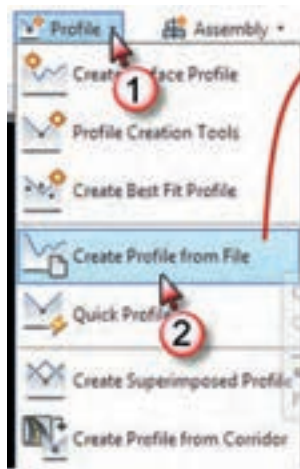 Profile Assembly
Create face Profile
1
Profile Creation Tools
Create Best Fit Profile
Create Profile from File
Quick Profile
2
Create Superimposed Profile
Create Profile from Corridor